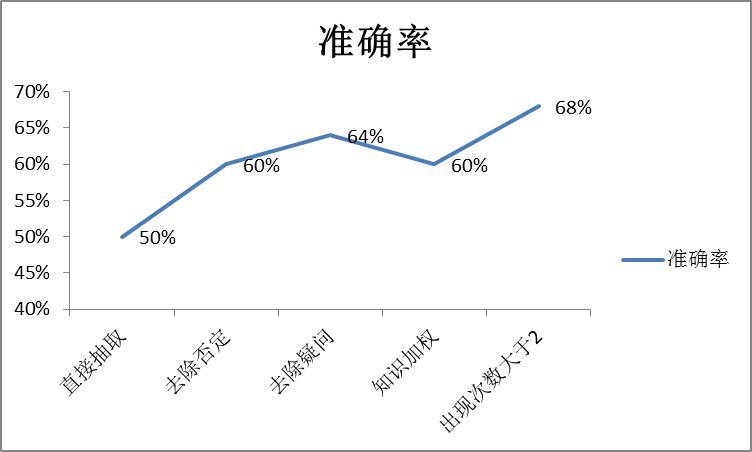 准确率
70%
65%
60%
55%
50%
45%
40%
50%
60%
64%
60%
68%
准确率
直接抽取
去除否定
去除疑问
知识加权
出现次数大于2